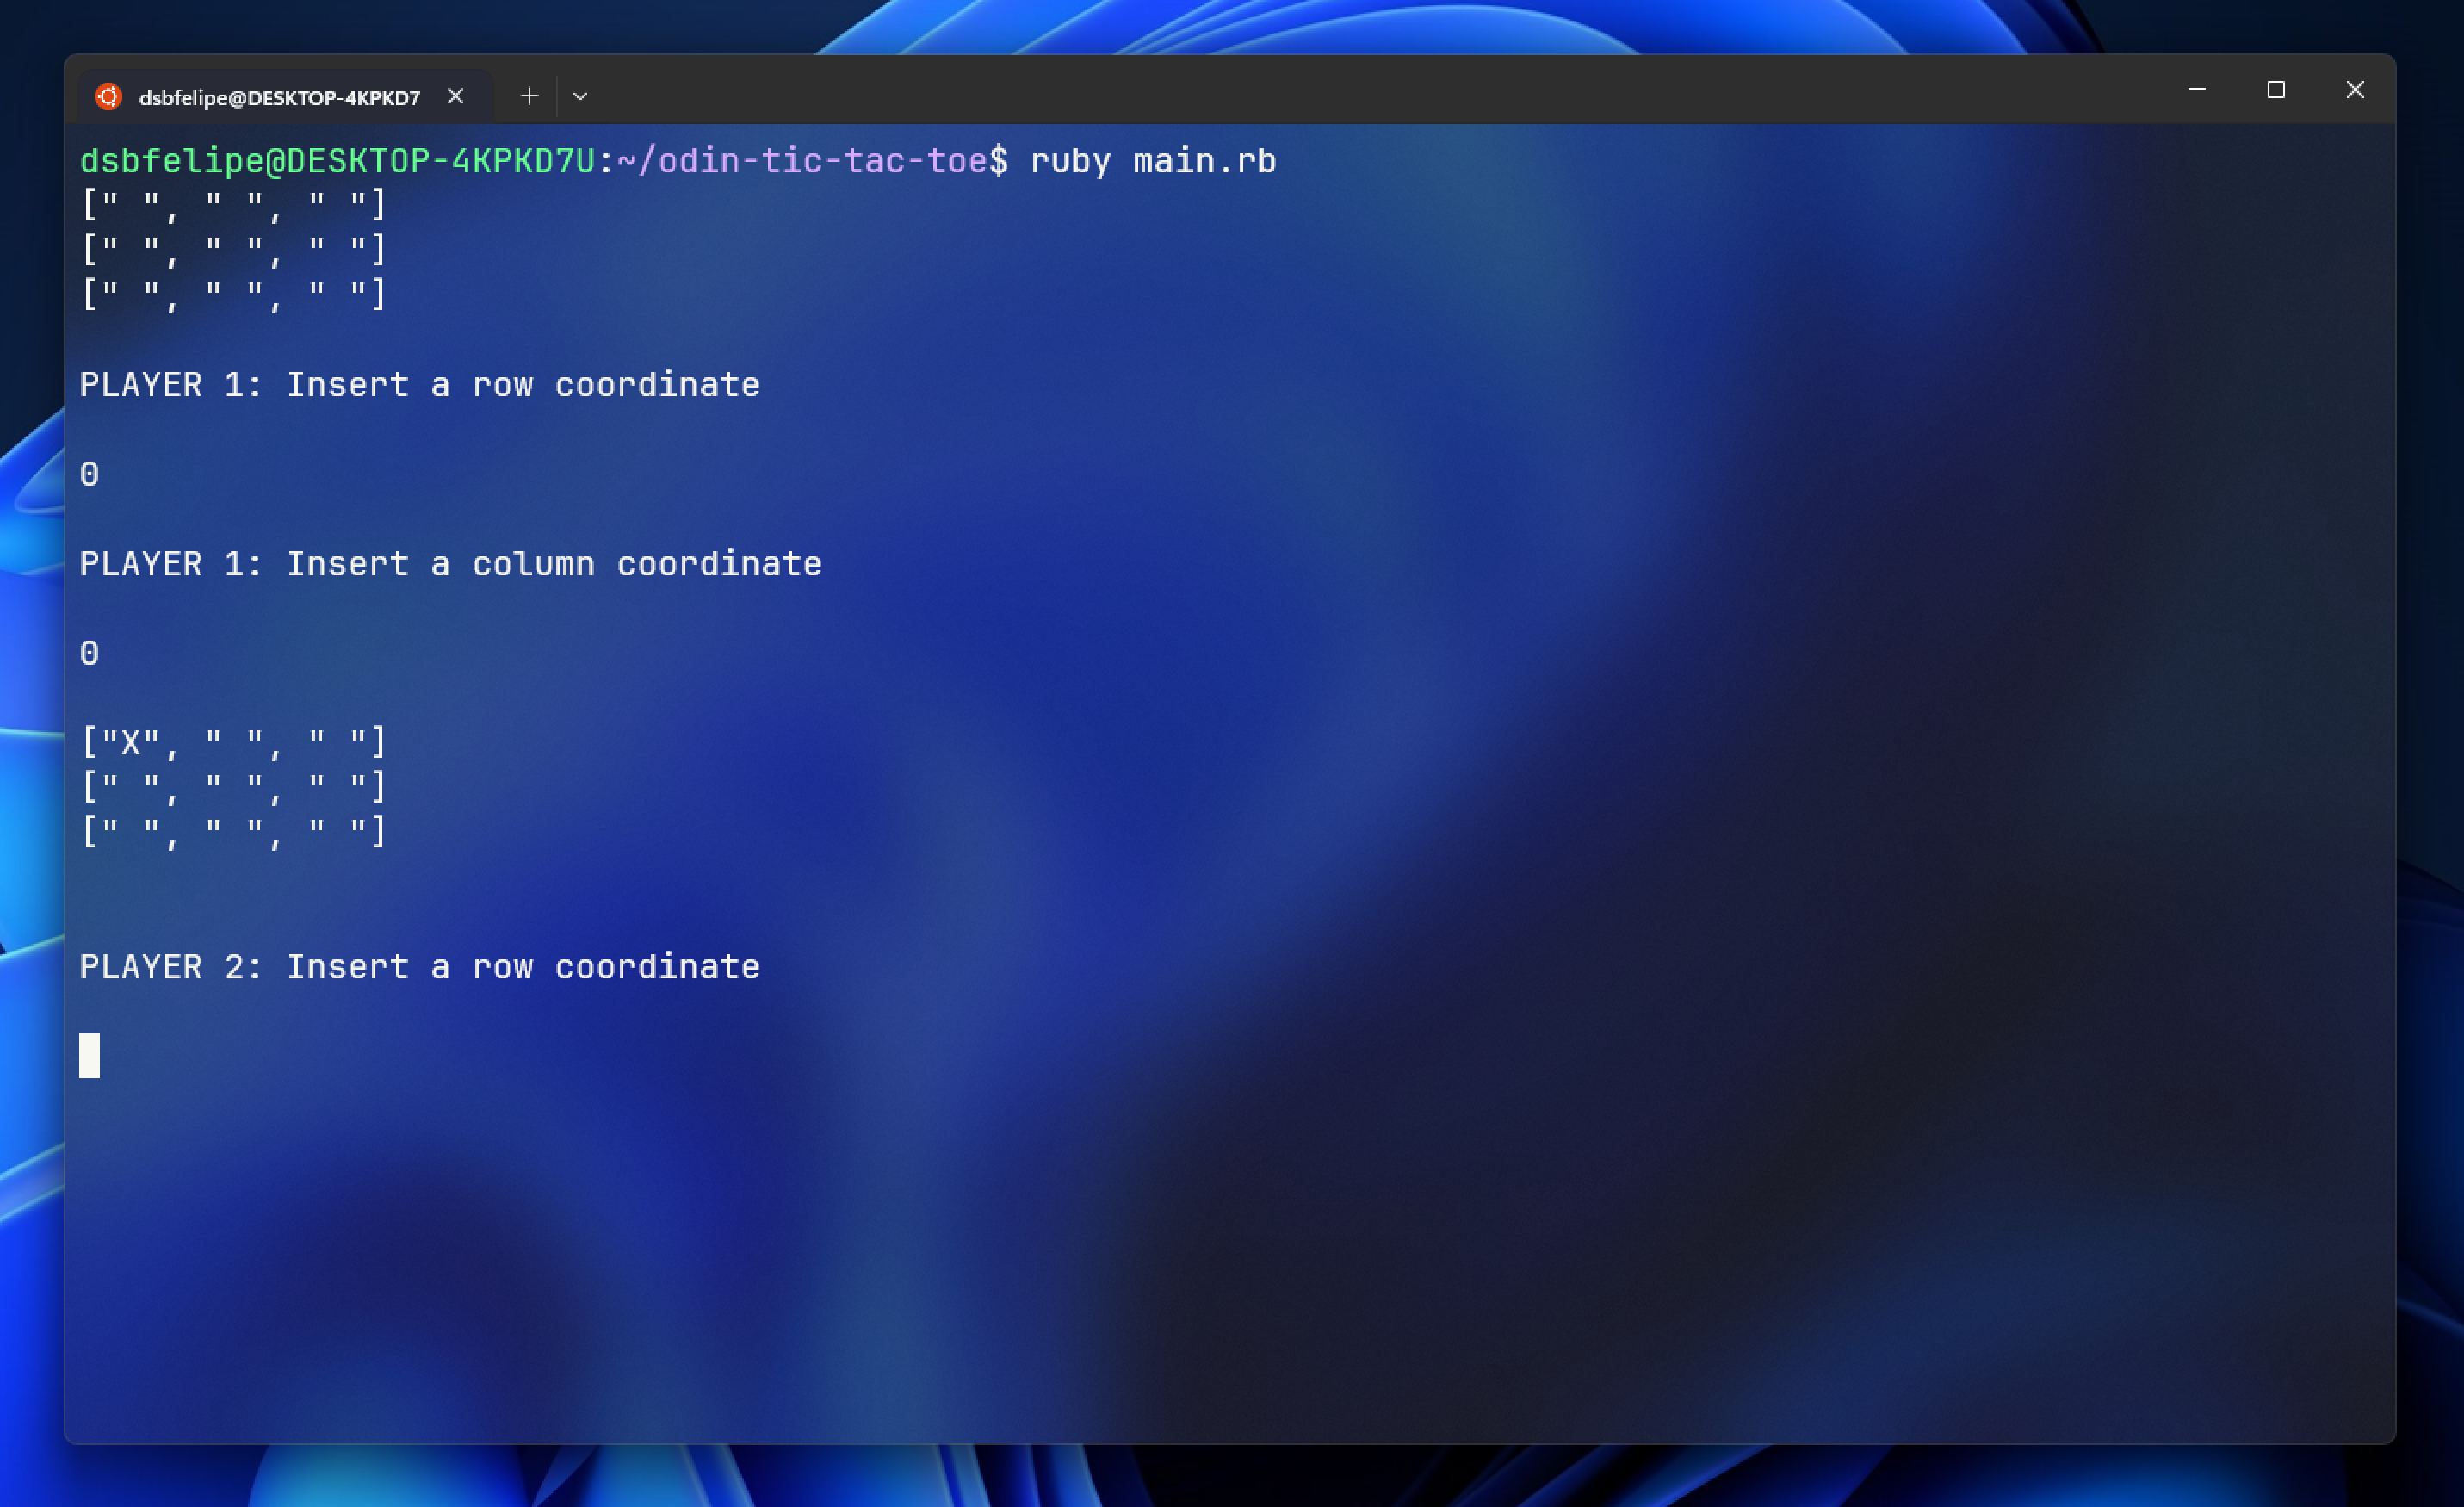 dsbfelipe@DESKTOP-4KPKD7
dsbfelipe@DESKTOP-4KPKD7U:~/odin-tic-tac-toe$ ruby main.rb
[" ", " ", " "]
[" ", " ", " "]
[" ", " ", " "]
PLAYER 1: Insert a row coordinate
0
PLAYER 1: Insert a column coordinate
0
["X", " ", " "]
[" ", " ", " "]
[" ", " ", " "]
PLAYER 2: Insert a row coordinate